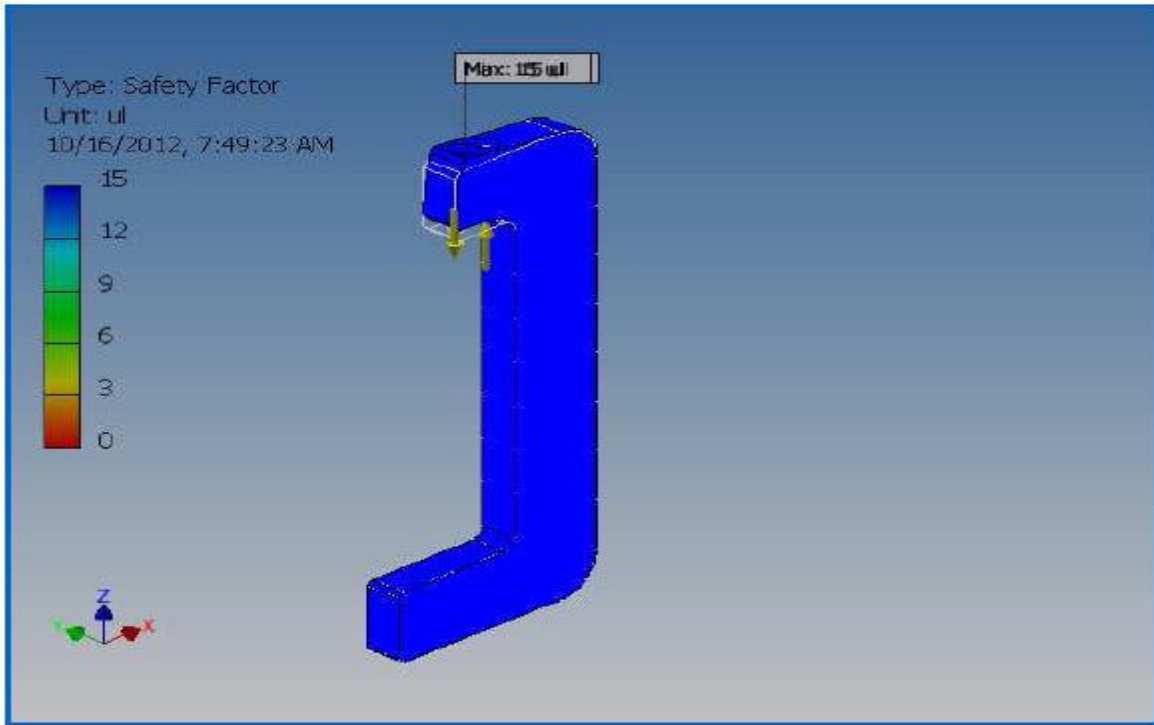 Max: 15 ul
Type: Safety Factor
Unit: ul
10/16/2012, 7:49:23 AM
15
12
9
6
3
0
Z
Y
X